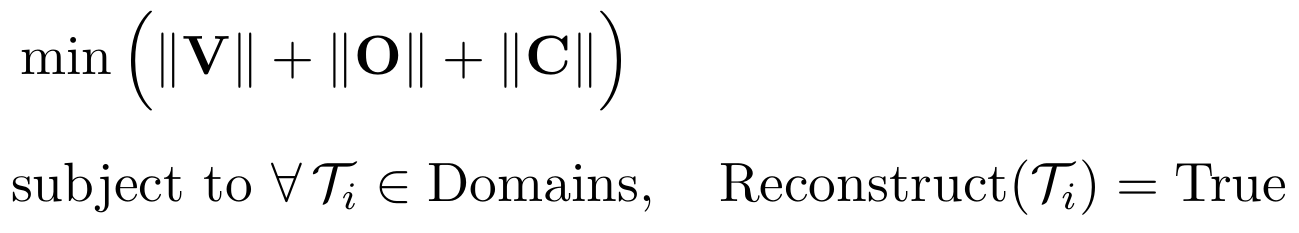 min (‖V‖ + ‖O‖ + ‖C‖)
subject to ∀ 𝒯ᵢ ∈ Domains, Reconstruct(𝒯ᵢ) = True